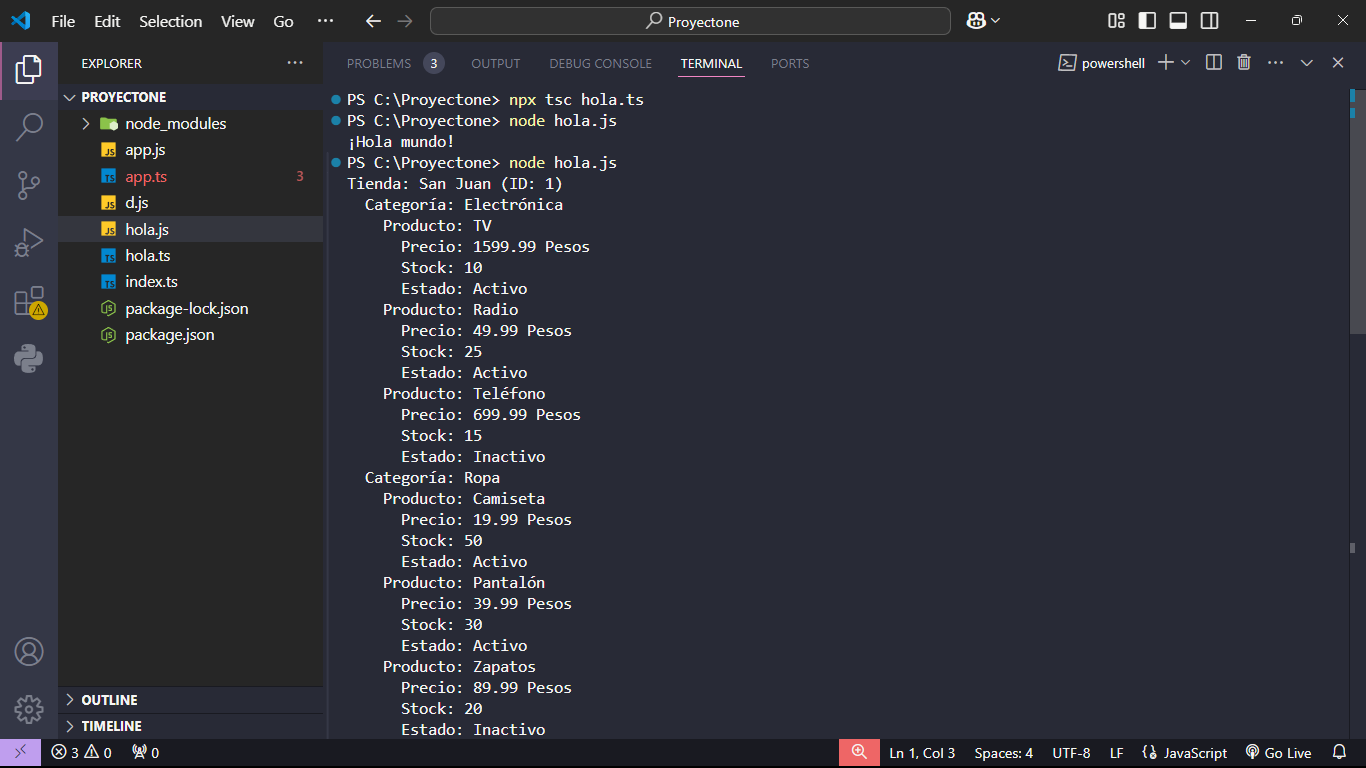 File Edit Selection View Go ···
Proyectone
EXPLORER ···
PROYECTONE
node_modules
JS app.js
TS app.ts 3
JS d.js
JS hola.js
TS hola.ts
TS index.ts
package-lock.json
package.json
OUTLINE
TIMELINE
PROBLEMS 3 OUTPUT DEBUG CONSOLE TERMINAL PORTS
powershell
PS C:\Proyectone> npx tsc hola.ts
PS C:\Proyectone> node hola.js
¡Hola mundo!
PS C:\Proyectone> node hola.js
Tienda: San Juan (ID: 1)
Categoría: Electrónica
Producto: TV
Precio: 1599.99 Pesos
Stock: 10
Estado: Activo
Producto: Radio
Precio: 49.99 Pesos
Stock: 25
Estado: Activo
Producto: Teléfono
Precio: 699.99 Pesos
Stock: 15
Estado: Inactivo
Categoría: Ropa
Producto: Camiseta
Precio: 19.99 Pesos
Stock: 50
Estado: Activo
Producto: Pantalón
Precio: 39.99 Pesos
Stock: 30
Estado: Activo
Producto: Zapatos
Precio: 89.99 Pesos
Stock: 20
Estado: Inactivo
3 0 0 Ln 1, Col 3 Spaces: 4 UTF-8 LF {} JavaScript Go Live